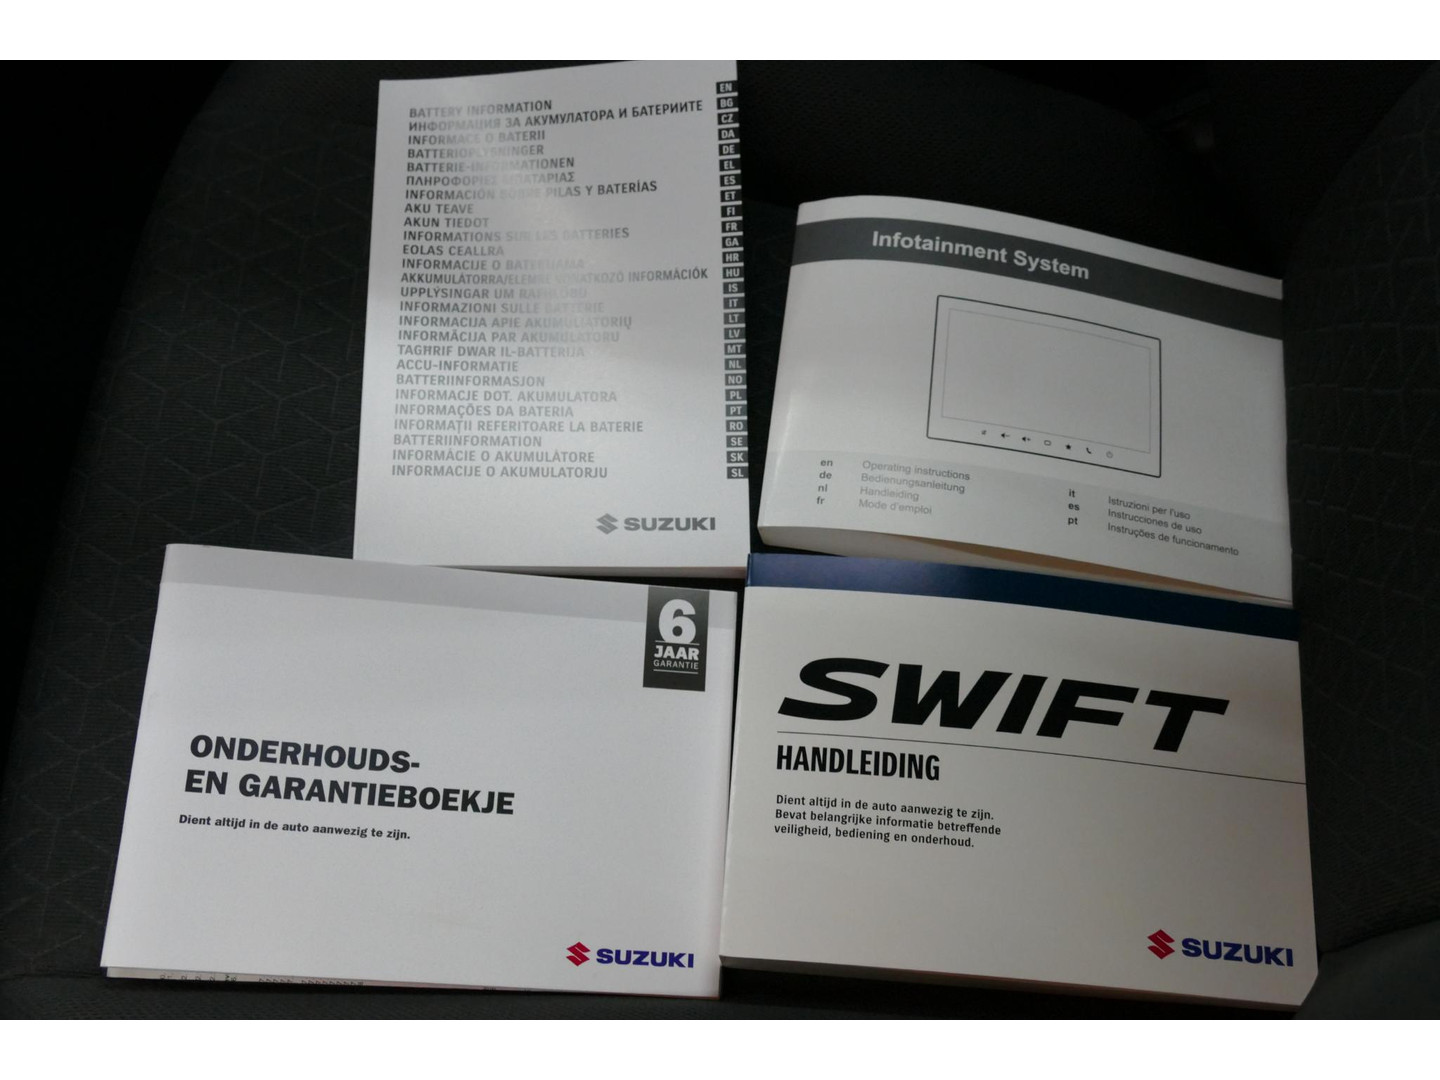 BATTERY INFORMATION
ИНФОРМАЦИЯ ЗА АКУМУЛАТОРА И БАТЕРИИТЕ
INFORMACE O BATERII
BATTERIOPLYSNINGER
BATTERIE-INFORMATIONEN
ΠΛΗΡΟΦΟΡΙΕΣ ΜΠΑΤΑΡΙΑΣ
INFORMACIÓN SOBRE PILAS Y BATERÍAS
AKU TEAVE
AKUN TIEDOT
INFORMATIONS SUR LES BATTERIES
EOLAS CEALLRA
INFORMACIJE O BATERIJAMA
AKKUMULÁTORRA/ELEMRE VONATKOZÓ INFORMÁCIÓK
UPPLÝSINGAR UM RAFHLÖÐU
INFORMAZIONI SULLE BATTERIE
INFORMACIJA APIE AKUMULIATORIŲ
INFORMĀCIJA PAR AKUMULATORU
TAGĦRIF DWAR IL-BATTERIJA
ACCU-INFORMATIE
BATTERIINFORMASJON
INFORMACJE DOT. AKUMULATORA
INFORMAÇÕES DA BATERIA
INFORMAȚII REFERITOARE LA BATERIE
BATTERIINFORMATION
INFORMÁCIE O AKUMULÁTORE
INFORMACIJE O AKUMULATORJU
EN
BG
CZ
DA
DE
EL
ES
ET
FI
FR
GA
HR
HU
IS
IT
LT
LV
MT
NL
NO
PL
PT
RO
SE
SK
SL
SUZUKI
Infotainment System
en Operating instructions
de Bedienungsanleitung
nl Handleiding
fr Mode d'emploi
it Istruzioni per l'uso
es Instrucciones de uso
pt Instruções de funcionamento
6
JAAR
GARANTIE
ONDERHOUDS-
EN GARANTIEBOEKJE
Dient altijd in de auto aanwezig te zijn.
SUZUKI
SWIFT
HANDLEIDING
Dient altijd in de auto aanwezig te zijn.
Bevat belangrijke informatie betreffende
veiligheid, bediening en onderhoud.
SUZUKI